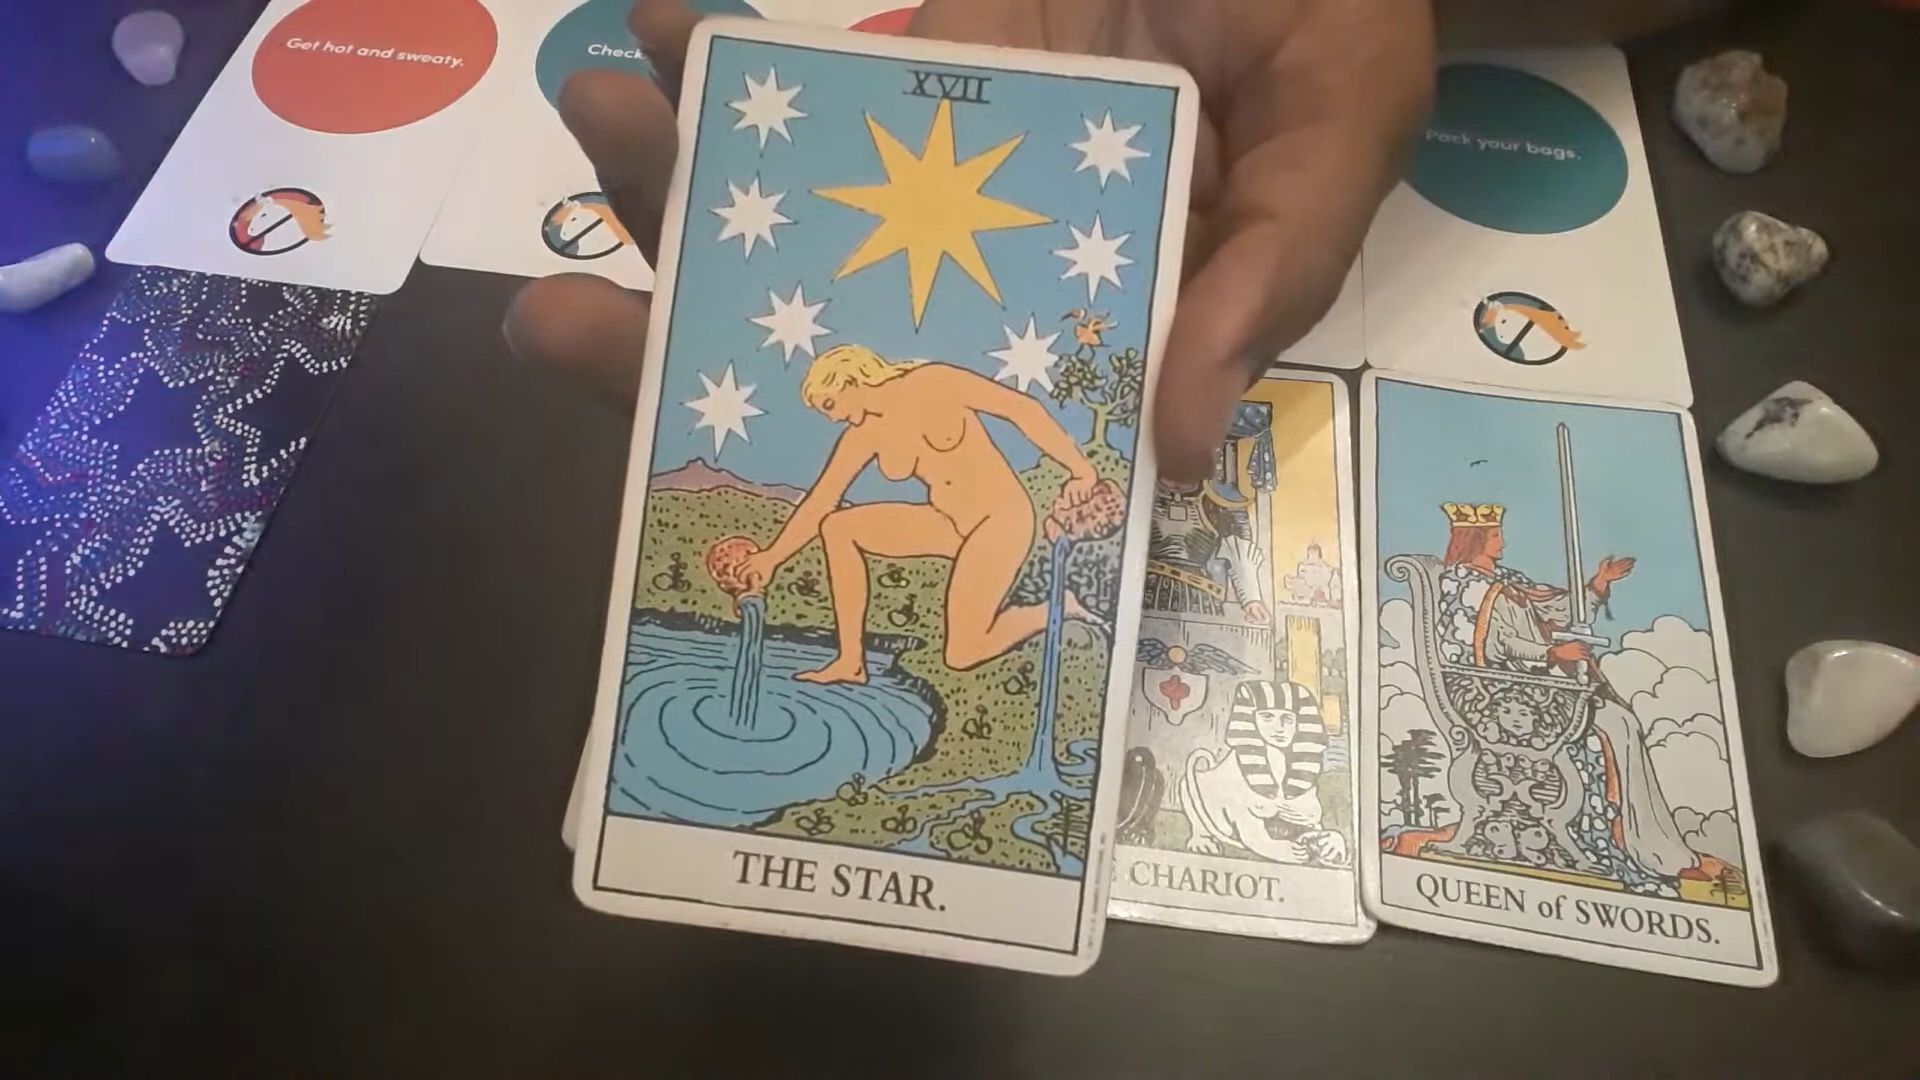 Get hot and sweaty.
Check
Pack your bags.
XVII
THE STAR.
CHARIOT.
QUEEN of SWORDS.